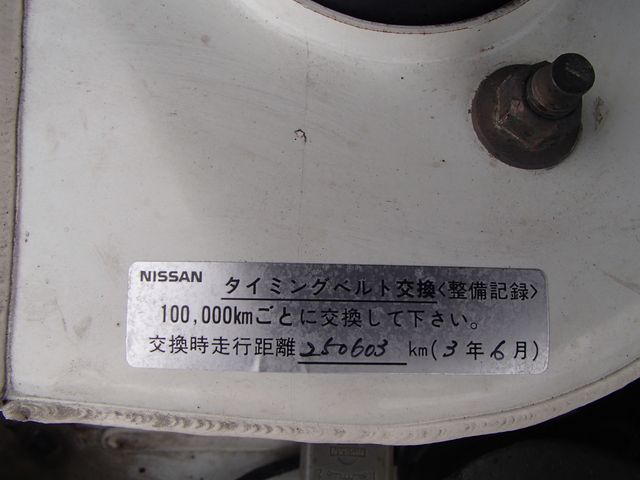 NISSAN タイミングベルト交換<整備記録>
100,000kmごとに交換して下さい。
交換時走行距離 250603 km(3年6月)
NISSAN